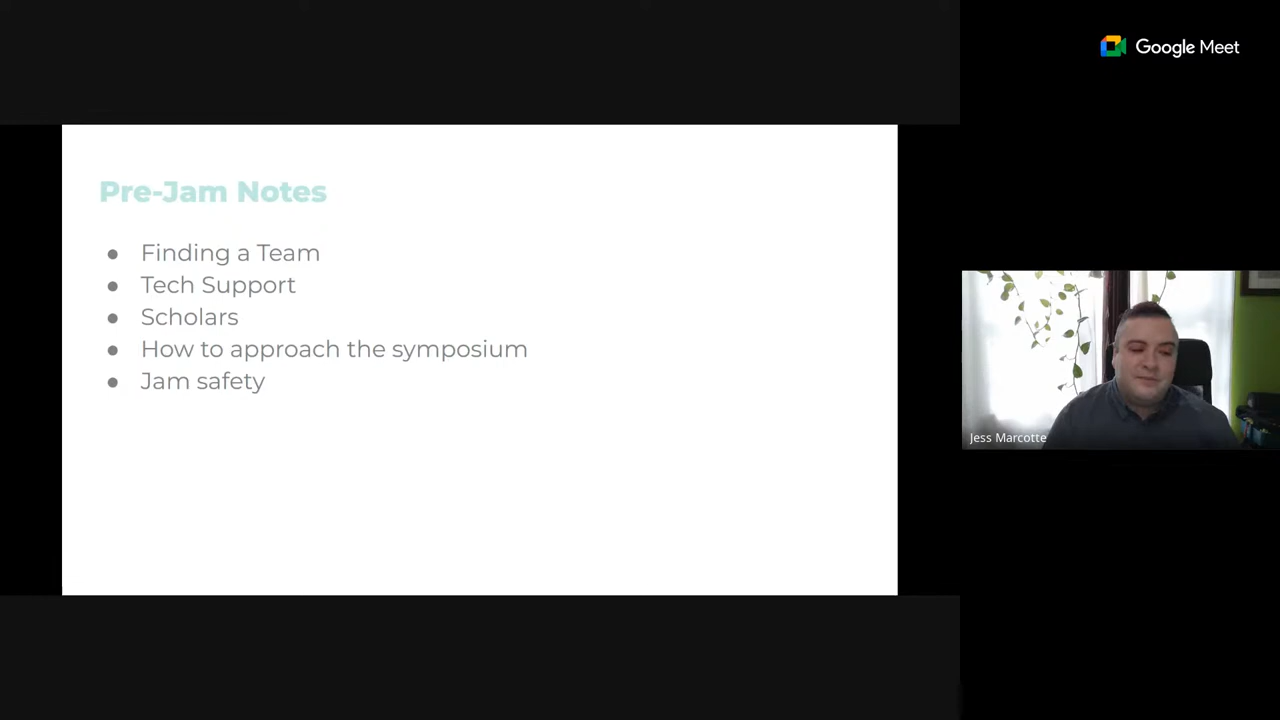 Google Meet
Pre-Jam Notes
● Finding a Team
● Tech Support
● Scholars
● How to approach the symposium
● Jam safety
Jess Marcotte